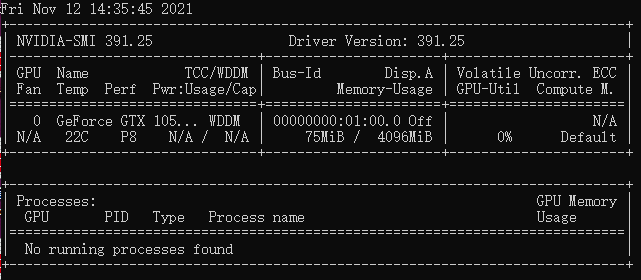 Fri Nov 12 14:35:45 2021
+-----------------------------------------------------------------------------+
| NVIDIA-SMI 391.25                 Driver Version: 391.25                    |
|-------------------------------+----------------------+----------------------+
| GPU  Name            TCC/WDDM | Bus-Id        Disp.A | Volatile Uncorr. ECC |
| Fan  Temp  Perf  Pwr:Usage/Cap|         Memory-Usage | GPU-Util  Compute M. |
|===============================+======================+======================|
|   0  GeForce GTX 105... WDDM  | 00000000:01:00.0 Off |                  N/A |
| N/A   22C    P8    N/A /  N/A |     75MiB /  4096MiB |      0%      Default |
+-------------------------------+----------------------+----------------------+

+-----------------------------------------------------------------------------+
| Processes:                                                       GPU Memory |
|  GPU       PID   Type   Process name                             Usage      |
|=============================================================================|
|  No running processes found                                                 |
+-----------------------------------------------------------------------------+